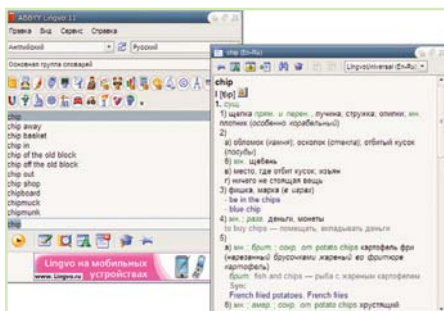 ABBYY Lingvo 11
Правка Вид Сервис Справка
Английский
Русский
Основная группа словарей
chip
chip away
chip basket
chip in
chip of the old block
chip off the old block
chip out
chip shop
chipboard
chipmuck
chipmunk
chip
Lingvo на мобильных
www.Lingvo.ru устройствах
chip (En-Ru)
LingvoUniversal (En-Ru)
chip
1. сущ.
1) щепка прям. и перен.; лучина, стружка; опилки; мн.
плотник (особенно корабельный)
2)
а) обломок (камня); осколок (стекла); отбитый кусок
(посуды)
б) мн. щебень
в) место, где отбит кусок; изъян
г) ничего не стоящая вещь
3) фишка, марка (в играх)
- be in the chips
- blue chip
4) мн.; разг. деньги, монеты
to buy chips — помещать, вкладывать деньги
5)
а) мн.; брит.; сокр. от potato chips картофель фри
(нарезанный брусочками жареный во фритюре
картофель)
брит. fish and chips — рыба с жареным картофелем
Syn:
French fried potatoes, French fries
б) мн.; амер.; сокр. от potato chips хрустящий